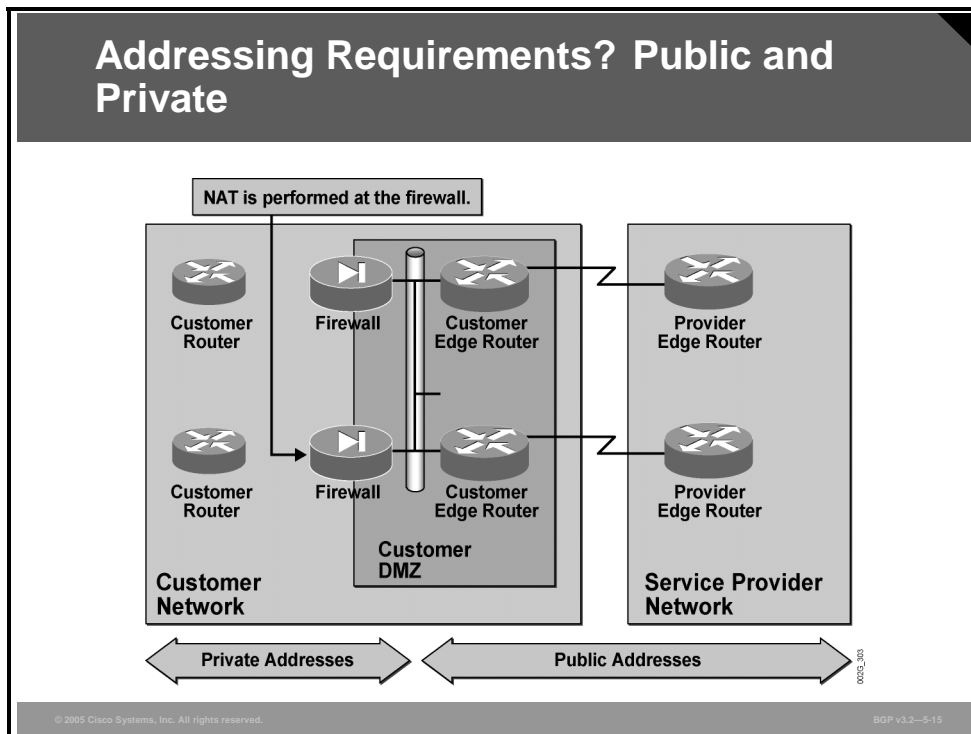 Addressing Requirements? Public and
Private
NAT is performed at the firewall.
Customer
Router
Firewall
Customer
Edge Router
Provider
Edge Router
Customer
Router
Firewall
Customer
Edge Router
Provider
Edge Router
Customer
DMZ
Customer
Network
Service Provider
Network
Private Addresses
Public Addresses
002G_303
© 2005 Cisco Systems, Inc. All rights reserved.
BGP v3.2—5-15